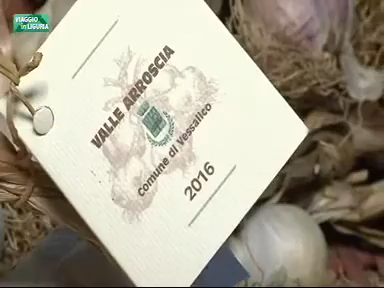 VIAGGIO
in LIGURIA
VALLE ARROSCIA
comune di Vessalico
2016